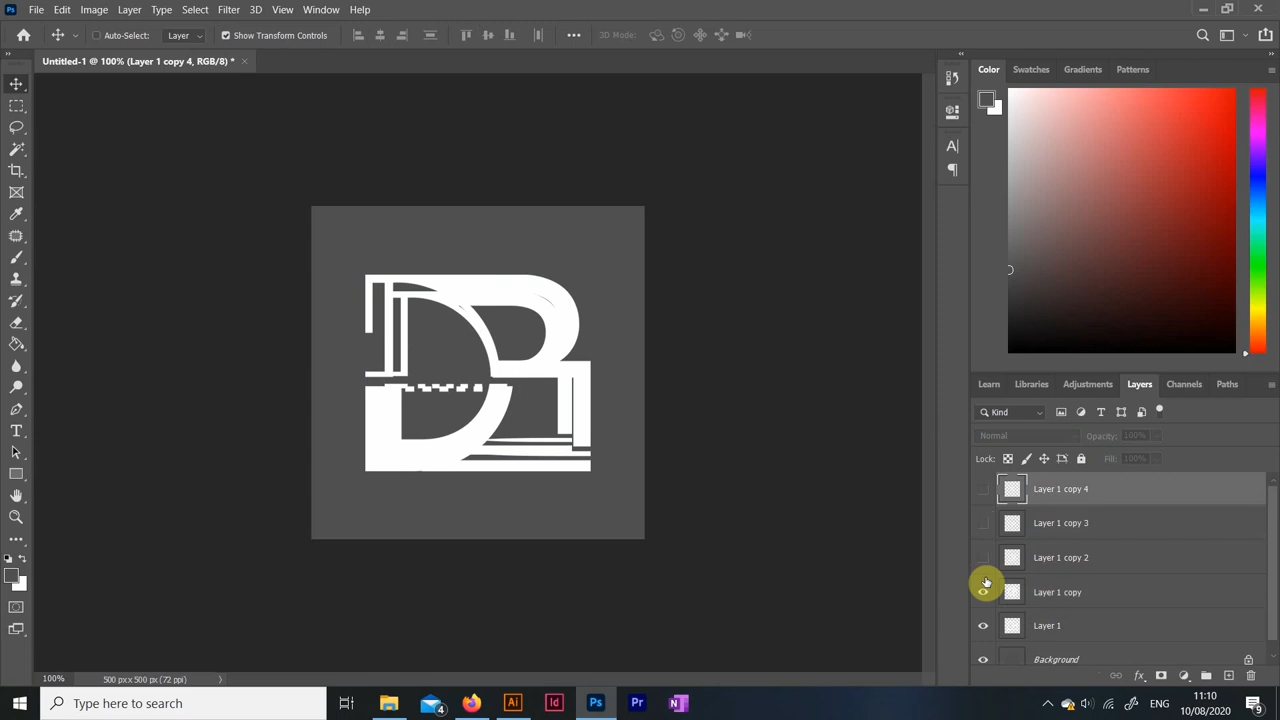 Ps File Edit Image Layer Type Select Filter 3D View Window Help
Auto-Select: Layer Show Transform Controls 3D Mode:
Untitled-1 @ 100% (Layer 1 copy 4, RGB/8) *
Color Swatches Gradients Patterns
DR
Learn Libraries Adjustments Layers Channels Paths
Kind
Normal Opacity: 100%
Lock: Fill: 100%
Layer 1 copy 4
Layer 1 copy 3
Layer 1 copy 2
Layer 1 copy
Layer 1
Background
100% 500 px x 500 px (72 ppi)
Type here to search
4 Ai Id Ps Pr N
ENG
11:10
10/08/2020
9